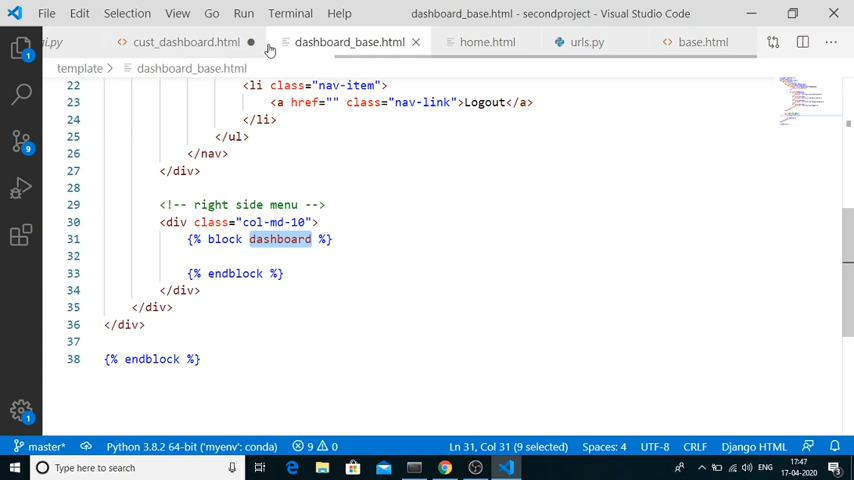 File Edit Selection View Go Run Terminal Help dashboard_base.html - secondproject - Visual Studio Code
i.py cust_dashboard.html dashboard_base.html home.html urls.py base.html
template > dashboard_base.html
22 <li class="nav-item">
23 <a href="" class="nav-link">Logout</a>
24 </li>
25 </ul>
26 </nav>
27 </div>
28
29 <!-- right side menu -->
30 <div class="col-md-10">
31 {% block dashboard %}
32
33 {% endblock %}
34 </div>
35 </div>
36 </div>
37
38 {% endblock %}
1
9
1
master* Python 3.8.2 64-bit ('myenv': conda) 9 0 Ln 31, Col 31 (9 selected) Spaces: 4 UTF-8 CRLF Django HTML
Type here to search ENG 17:47
17-04-2020 3